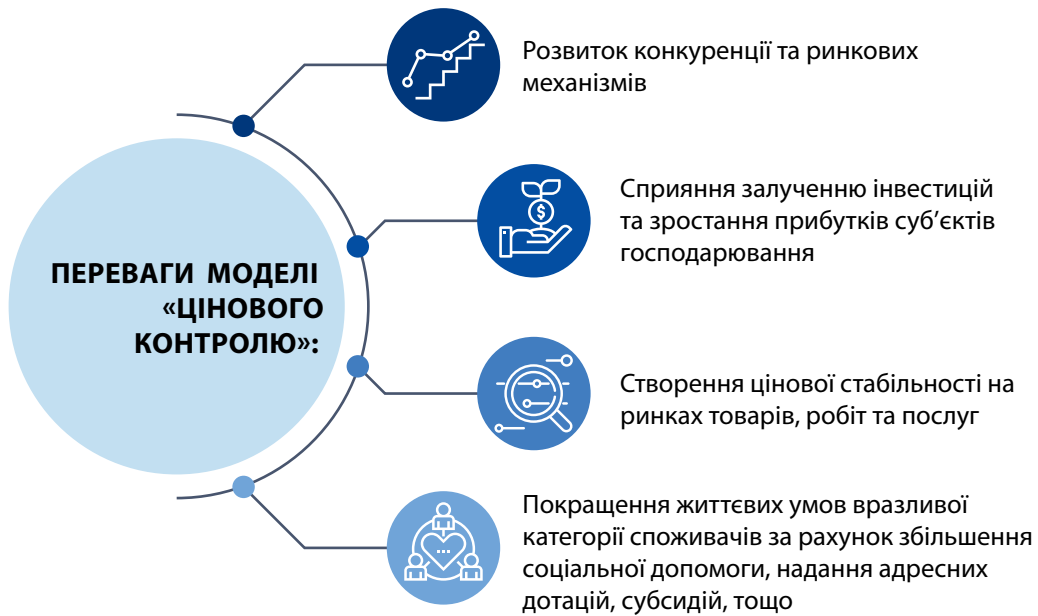 Розвиток конкуренції та ринкових
механізмів
Сприяння залученню інвестицій
та зростання прибутків суб’єктів
господарювання
ПЕРЕВАГИ МОДЕЛІ
«ЦІНОВОГО
КОНТРОЛЮ»:
Створення цінової стабільності на
ринках товарів, робіт та послуг
Покращення життєвих умов вразливої
категорії споживачів за рахунок збільшення
соціальної допомоги, надання адресних
дотацій, субсидій, тощо